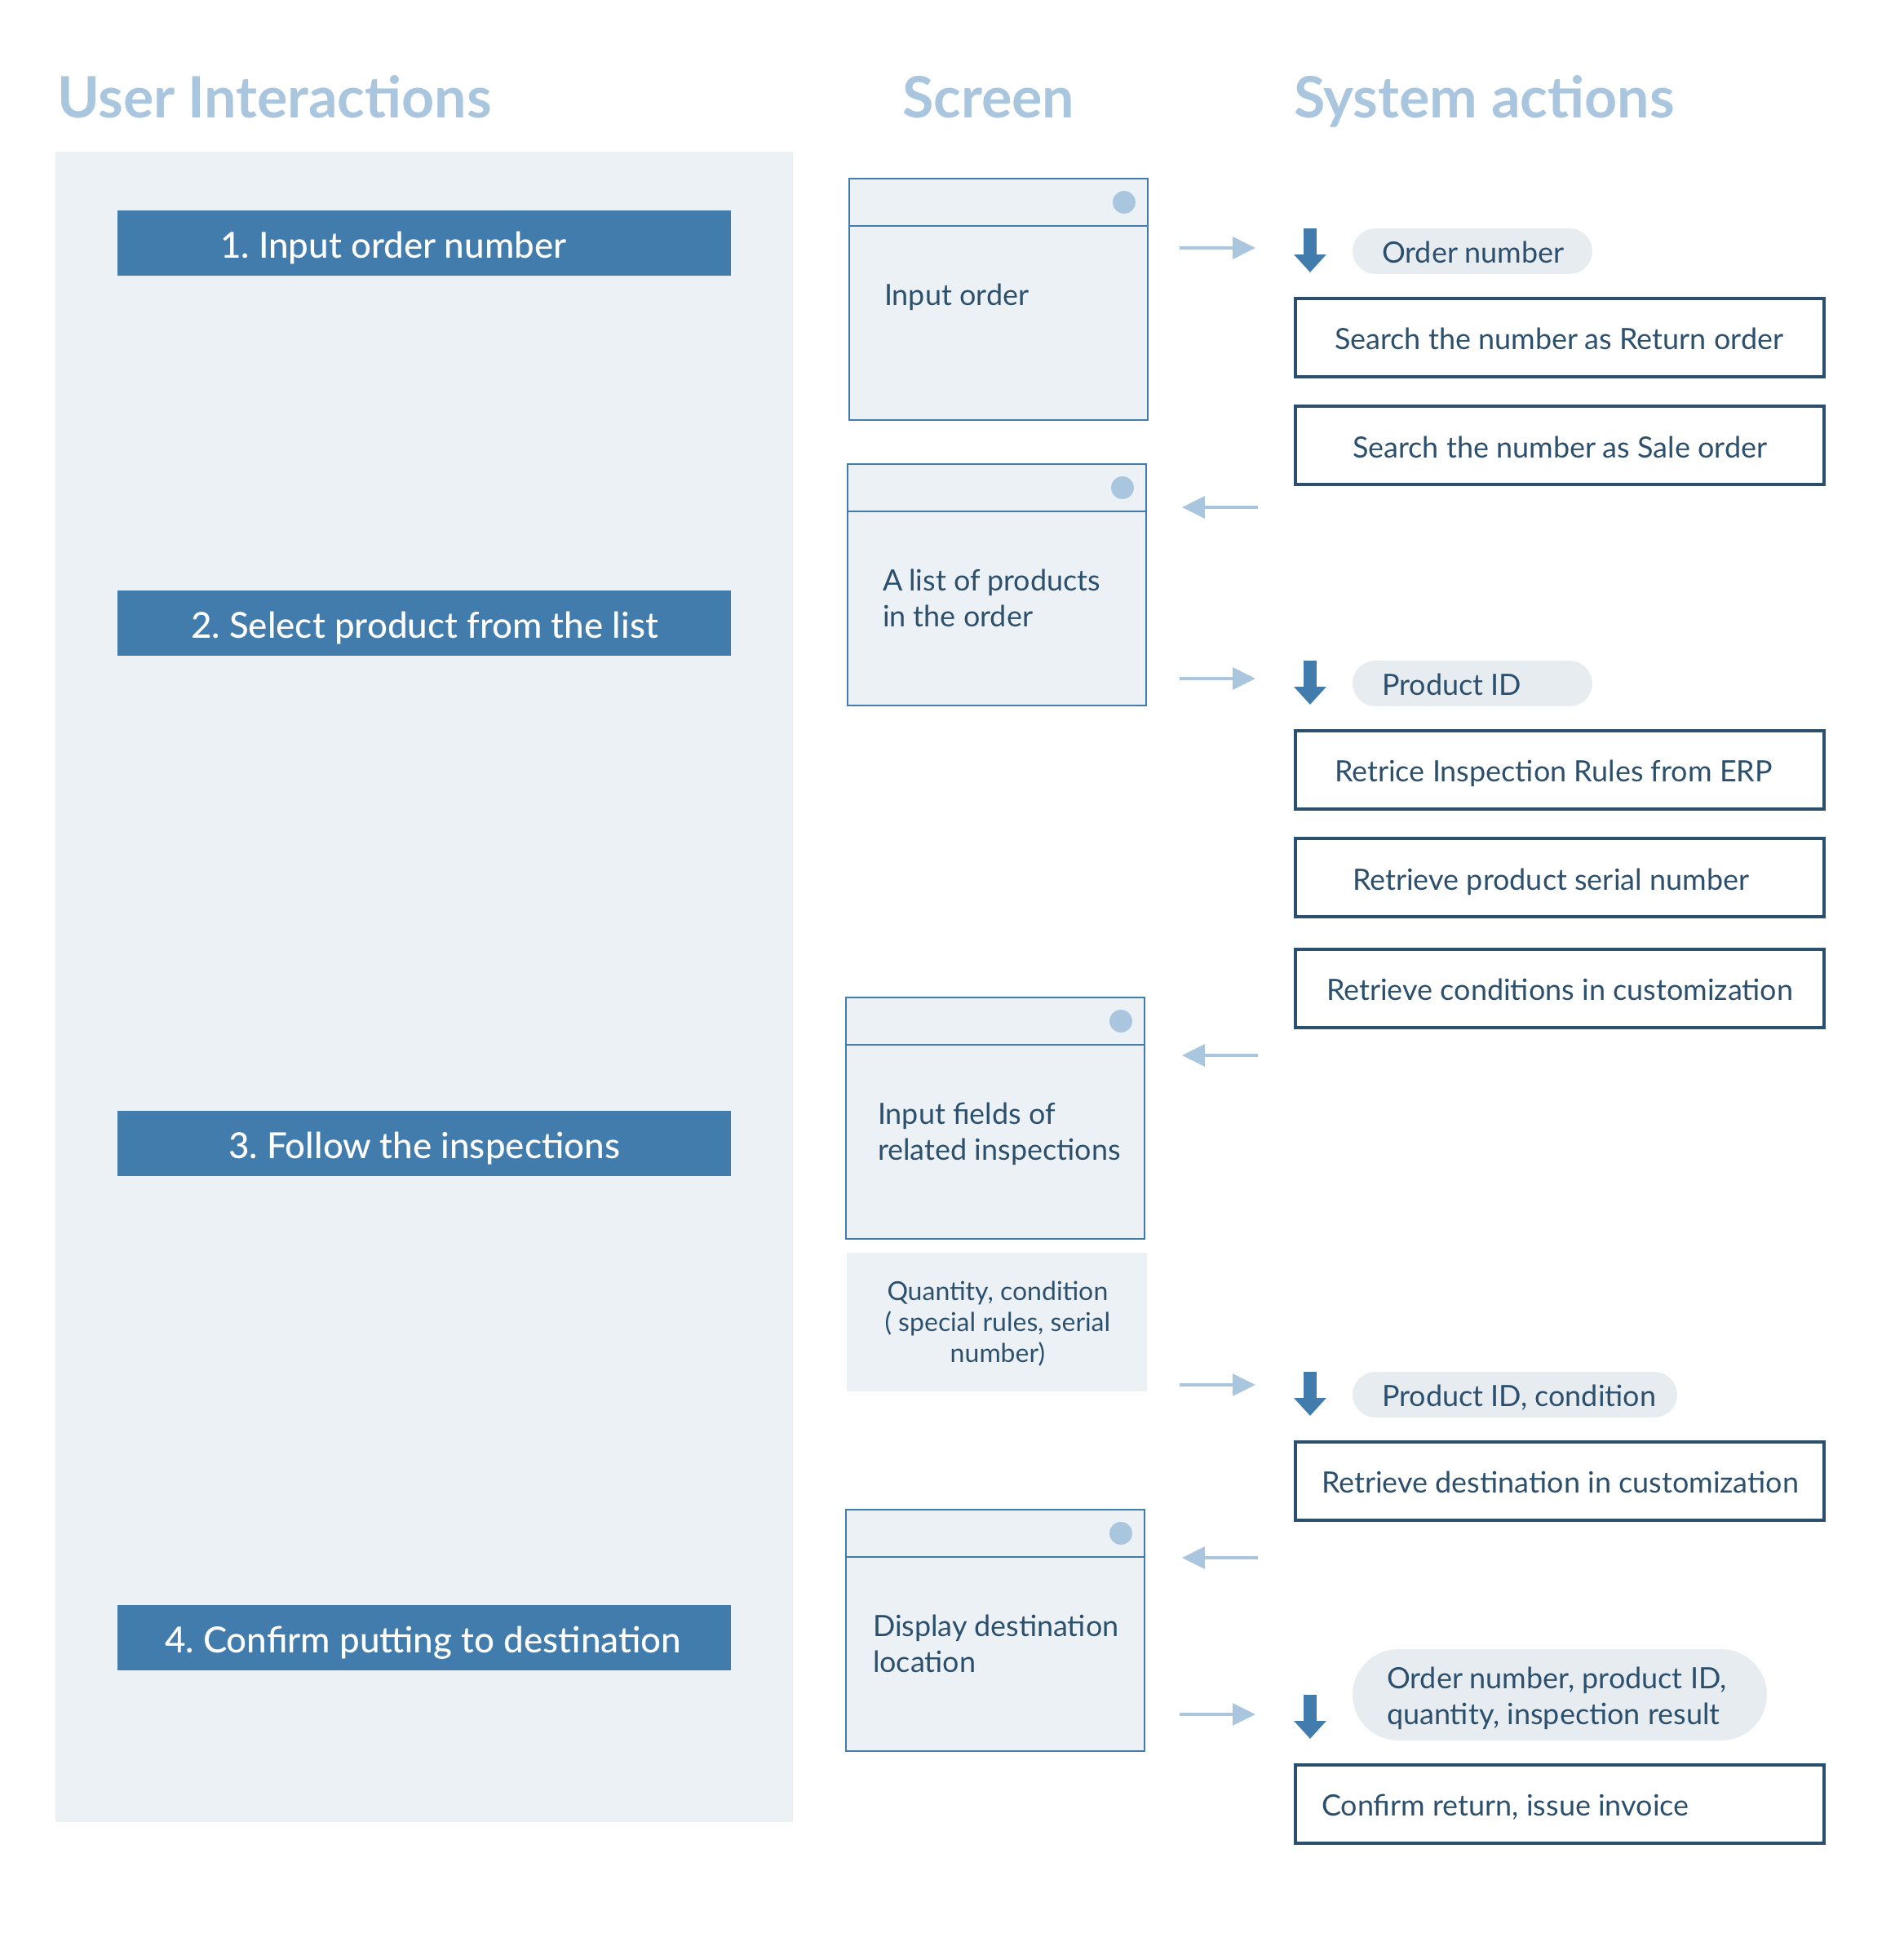 User Interactions
Screen
System actions
1. Input order number
Input order
Order number
Search the number as Return order
Search the number as Sale order
2. Select product from the list
A list of products
in the order
Product ID
Retrice Inspection Rules from ERP
Retrieve product serial number
Retrieve conditions in customization
3. Follow the inspections
Input fields of
related inspections
Quantity, condition
( special rules, serial
number)
Product ID, condition
Retrieve destination in customization
4. Confirm putting to destination
Display destination
location
Order number, product ID,
quantity, inspection result
Confirm return, issue invoice